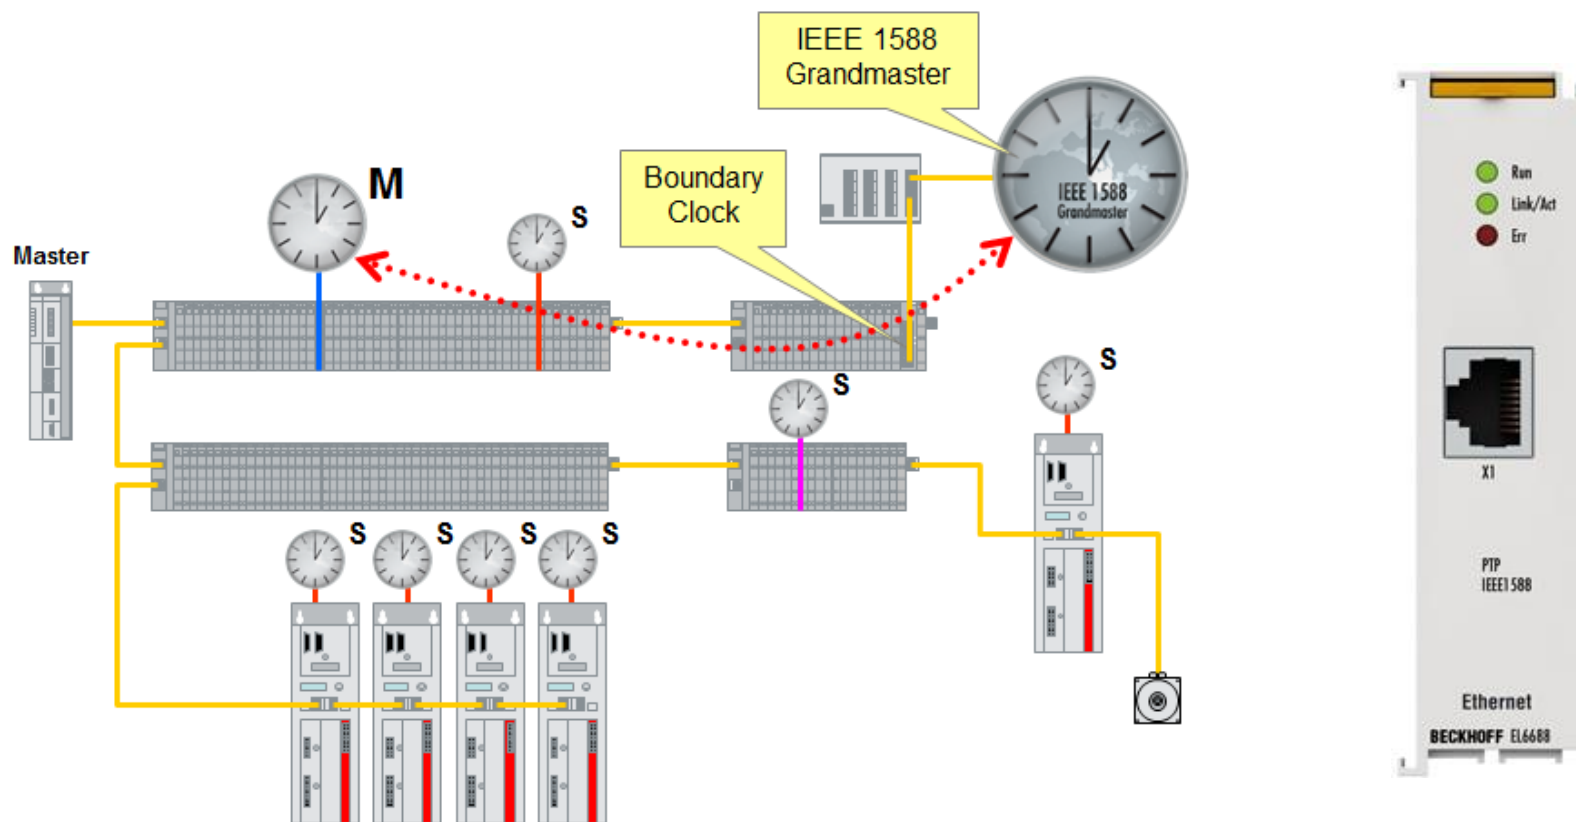 IEEE 1588
Grandmaster
Boundary
Clock
M
S
Master
IEEE 1588
Grandmaster
S
S
S
S
S
S
Run
Link/Act
Err
X1
PTP
IEEE1588
Ethernet
BECKHOFF EL6688